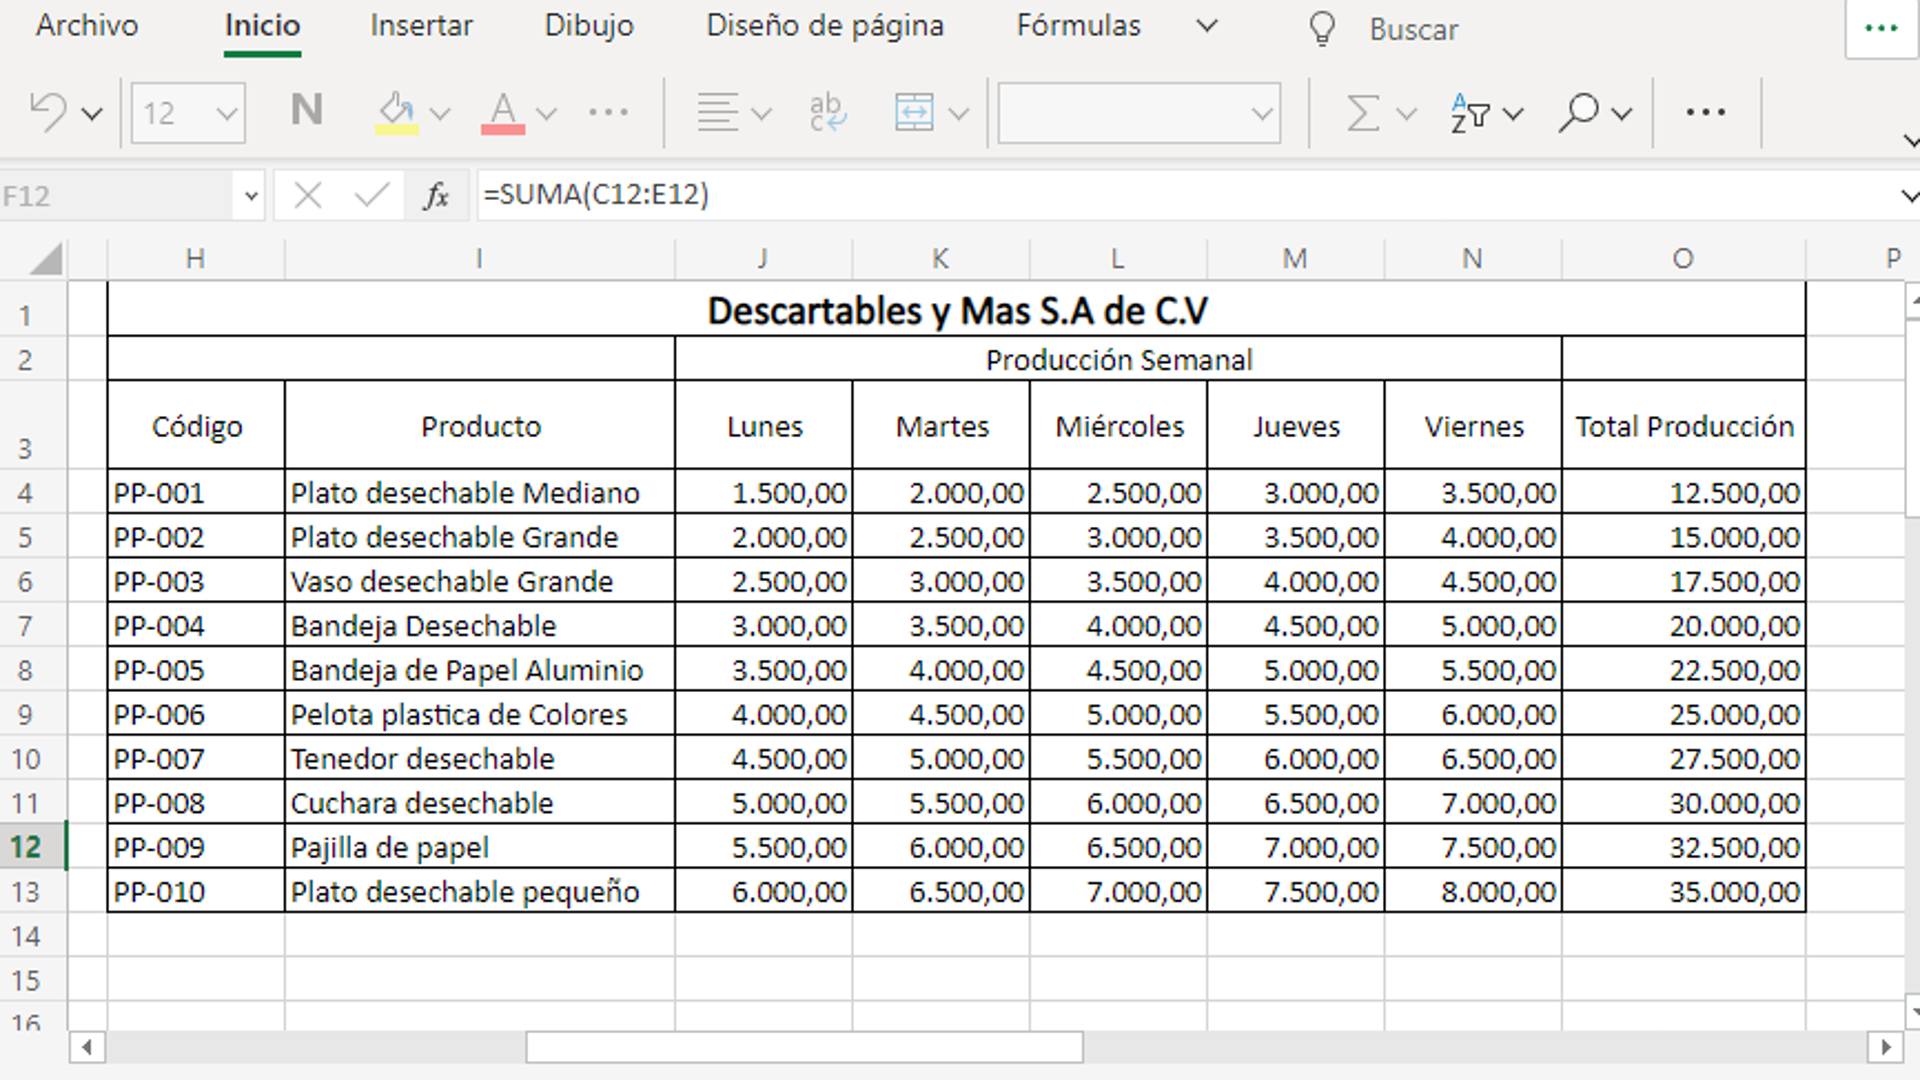 Archivo Inicio Insertar Dibujo Diseño de página Fórmulas Buscar
12 N A ab c Σ A Z
F12 fx =SUMA(C12:E12)
H I J K L M N O P
1 Descartables y Mas S.A de C.V
2 Producción Semanal
3 Código Producto Lunes Martes Miércoles Jueves Viernes Total Producción
4 PP-001 Plato desechable Mediano 1.500,00 2.000,00 2.500,00 3.000,00 3.500,00 12.500,00
5 PP-002 Plato desechable Grande 2.000,00 2.500,00 3.000,00 3.500,00 4.000,00 15.000,00
6 PP-003 Vaso desechable Grande 2.500,00 3.000,00 3.500,00 4.000,00 4.500,00 17.500,00
7 PP-004 Bandeja Desechable 3.000,00 3.500,00 4.000,00 4.500,00 5.000,00 20.000,00
8 PP-005 Bandeja de Papel Aluminio 3.500,00 4.000,00 4.500,00 5.000,00 5.500,00 22.500,00
9 PP-006 Pelota plastica de Colores 4.000,00 4.500,00 5.000,00 5.500,00 6.000,00 25.000,00
10 PP-007 Tenedor desechable 4.500,00 5.000,00 5.500,00 6.000,00 6.500,00 27.500,00
11 PP-008 Cuchara desechable 5.000,00 5.500,00 6.000,00 6.500,00 7.000,00 30.000,00
12 PP-009 Pajilla de papel 5.500,00 6.000,00 6.500,00 7.000,00 7.500,00 32.500,00
13 PP-010 Plato desechable pequeño 6.000,00 6.500,00 7.000,00 7.500,00 8.000,00 35.000,00
14
15
16